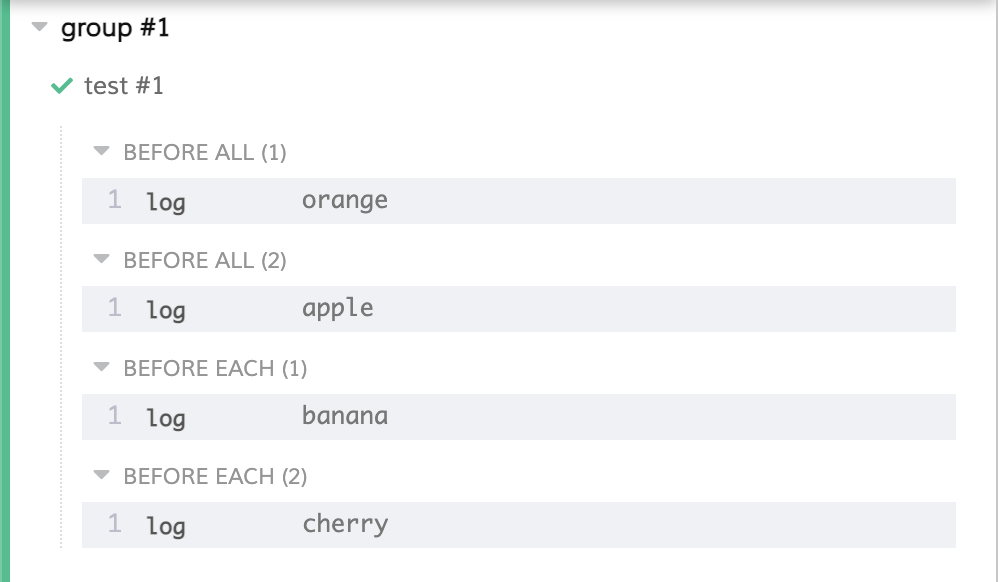 group #1
test #1
BEFORE ALL (1)
1 log orange
BEFORE ALL (2)
1 log apple
BEFORE EACH (1)
1 log banana
BEFORE EACH (2)
1 log cherry